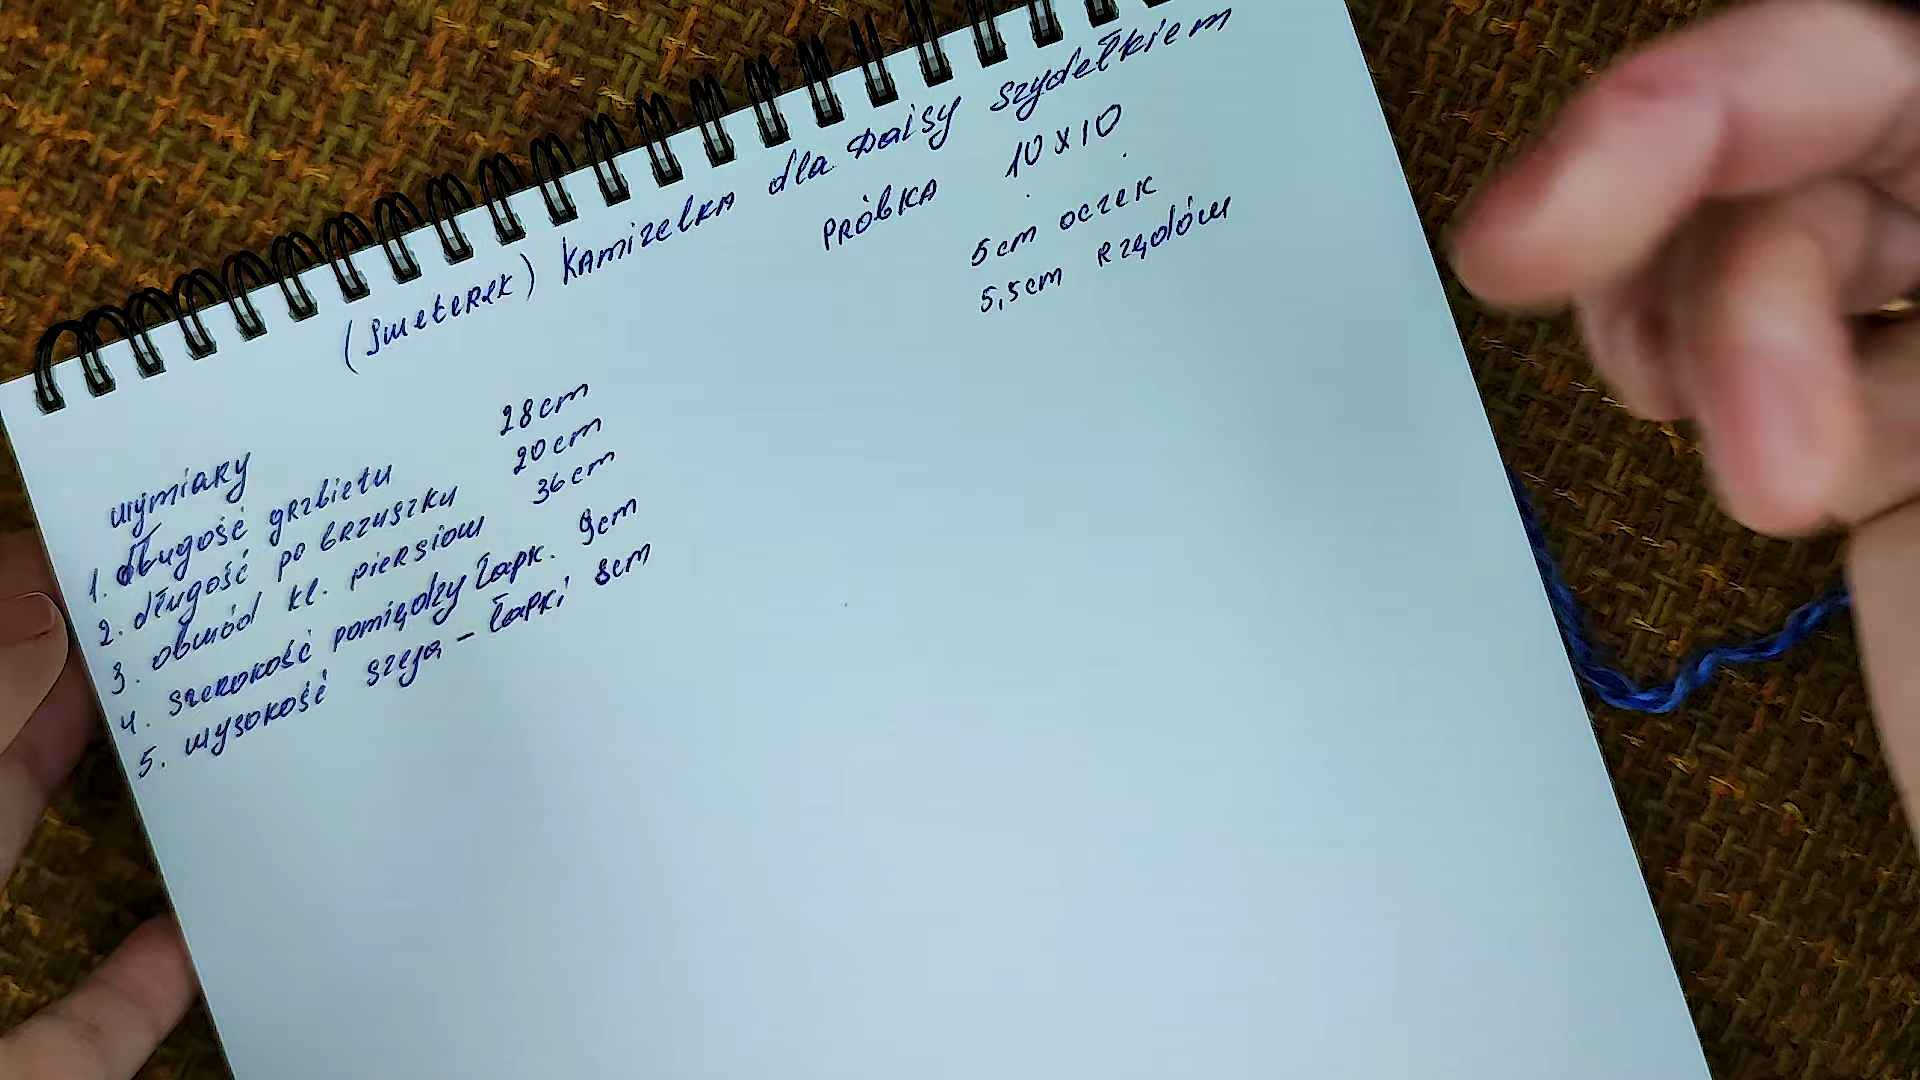 (Sweterek) Kamizelka dla Daisy szydełkiem
PRÓBKA 10 x 10
5cm oczek
5,5cm rzędów
wymiary
1. długość grzbietu 28cm
2. długość po brzuszku 20cm
3. obwód kl. piersiow 36cm
4. szerokość pomiędzy łapk. 9cm
5. wysokość szyja - łapki 8cm